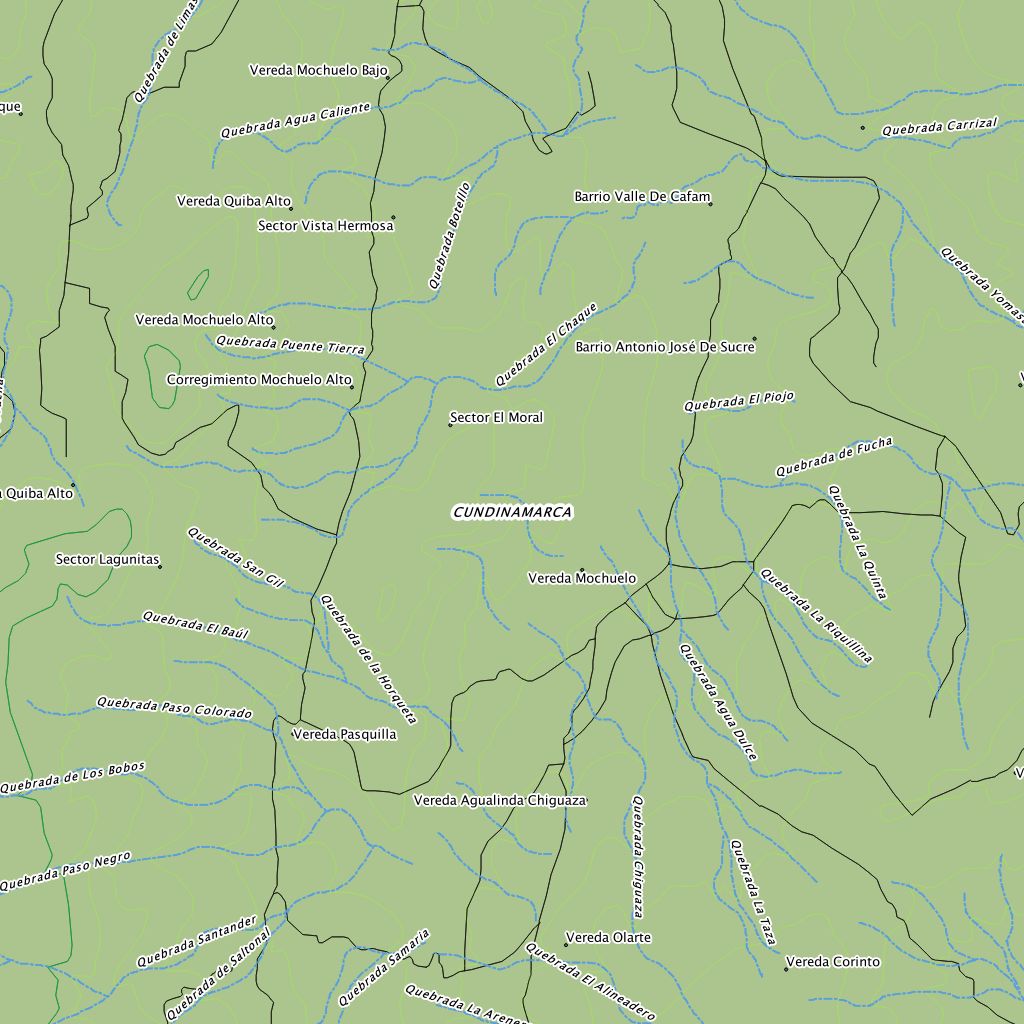 Quebrada de Limas
Vereda Mochuelo Bajo
que
Quebrada Agua Caliente
Quebrada Carrizal
Vereda Quiba Alto
Barrio Valle De Cafam
Sector Vista Hermosa
Quebrada Botelllo
Quebrada Yomas
Vereda Mochuelo Alto
Quebrada Puente Tierra
Quebrada El Chaque
Barrio Antonio José De Sucre
Corregimiento Mochuelo Alto
Quebrada El Piojo
Sector El Moral
Quebrada de Fucha
a Quiba Alto
CUNDINAMARCA
Quebrada La Quinta
Quebrada San Gil
Sector Lagunitas
Vereda Mochuelo
Quebrada La Riquillina
Quebrada El Baúl
Quebrada de la Horqueta
Quebrada Agua Dulce
Quebrada Paso Colorado
Vereda Pasquilla
Quebrada de Los Bobos
Vereda Agualinda Chiguaza
Quebrada Chiguaza
Quebrada Paso Negro
Quebrada La Taza
Quebrada Santander
Quebrada de Saltonal
Quebrada Samaria
Vereda Olarte
Quebrada El Alineadero
Vereda Corinto
Quebrada La Arener